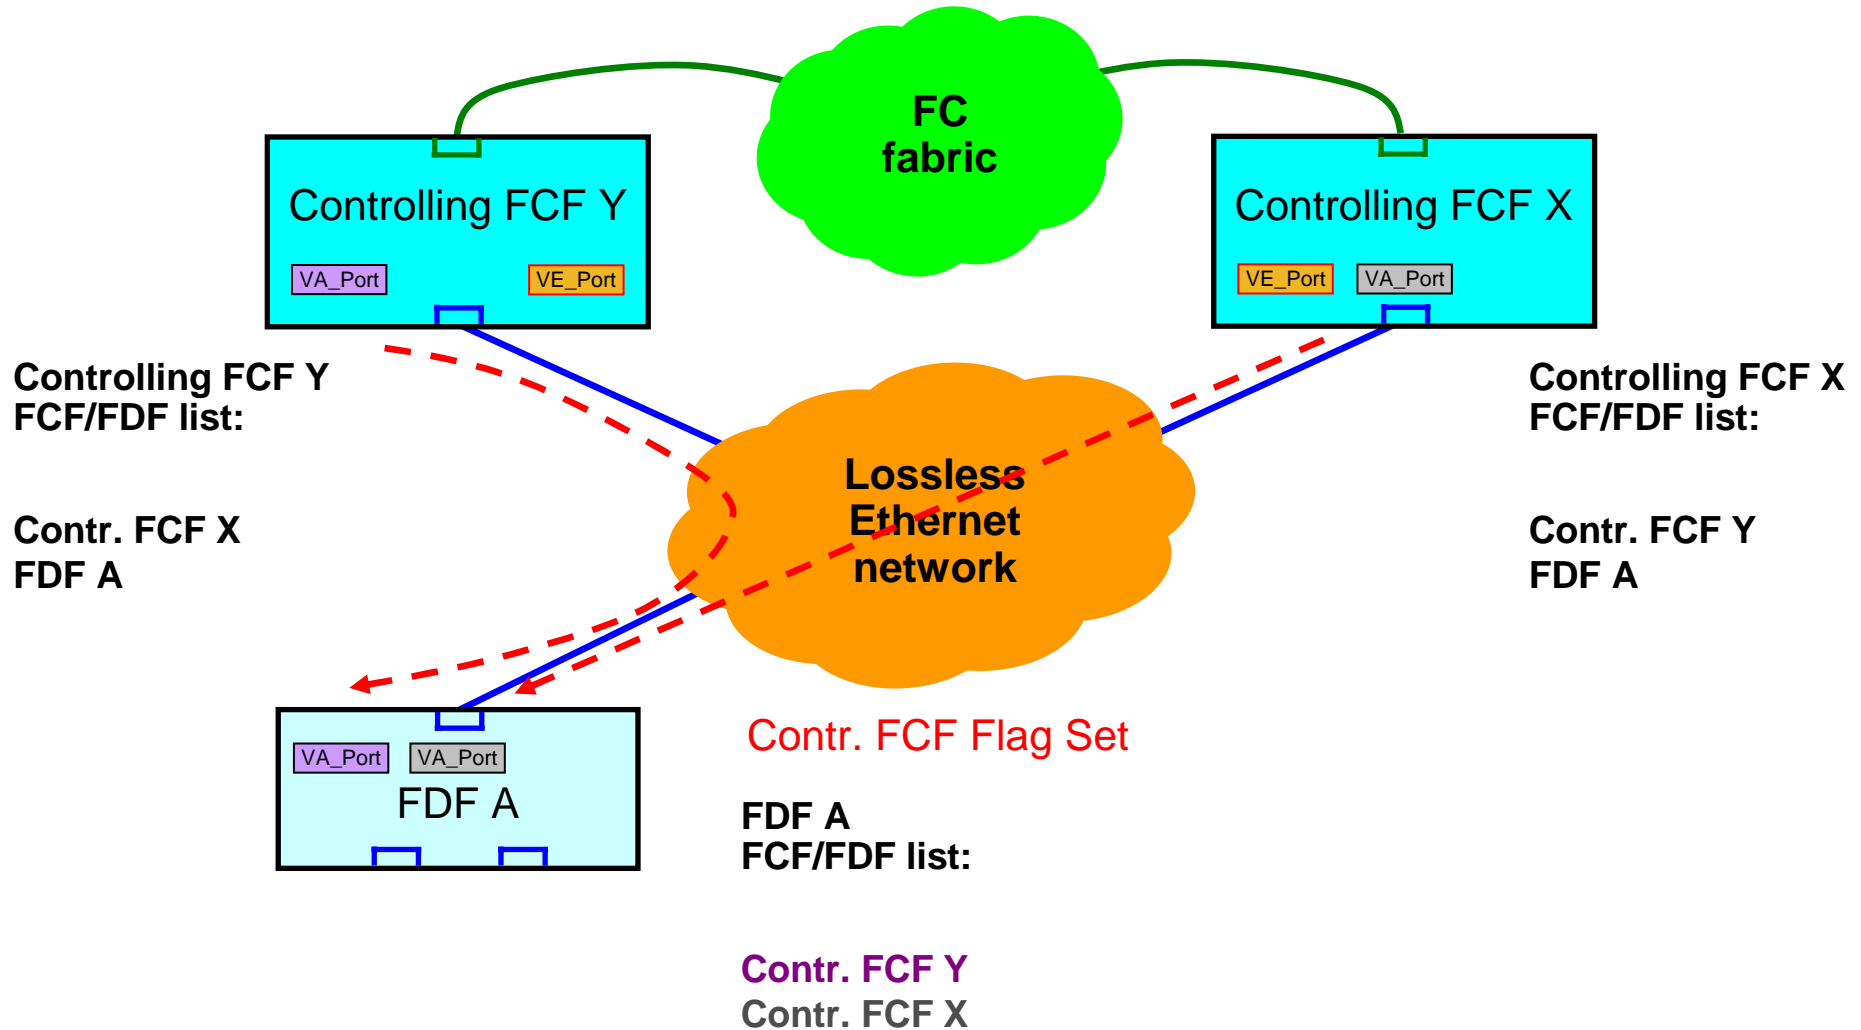 FC
fabric
Controlling FCF Y
VA_Port
VE_Port
Controlling FCF X
VE_Port
VA_Port
Controlling FCF Y
FCF/FDF list:
Contr. FCF X
FDF A
Lossless
Ethernet
network
Controlling FCF X
FCF/FDF list:
Contr. FCF Y
FDF A
VA_Port
VA_Port
FDF A
Contr. FCF Flag Set
FDF A
FCF/FDF list:
Contr. FCF Y
Contr. FCF X